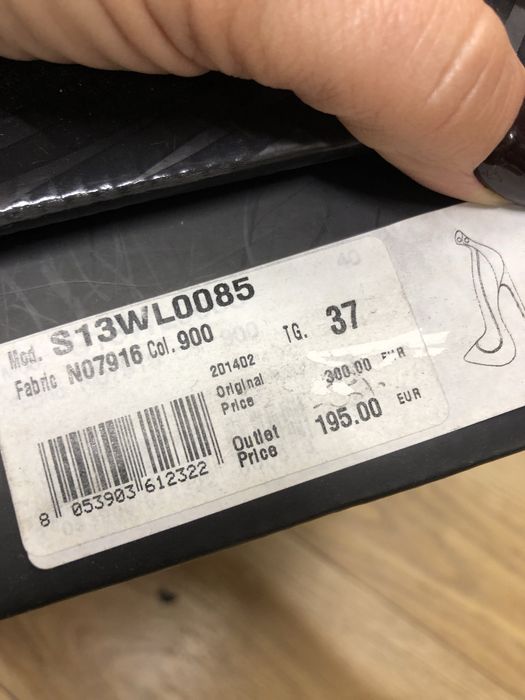 Mod. S13WL0085
Fabric N07916 Col. 900 TG. 37
201402
Original Price 300.00 EUR
Outlet Price 195.00 EUR
8 053903 612322
40